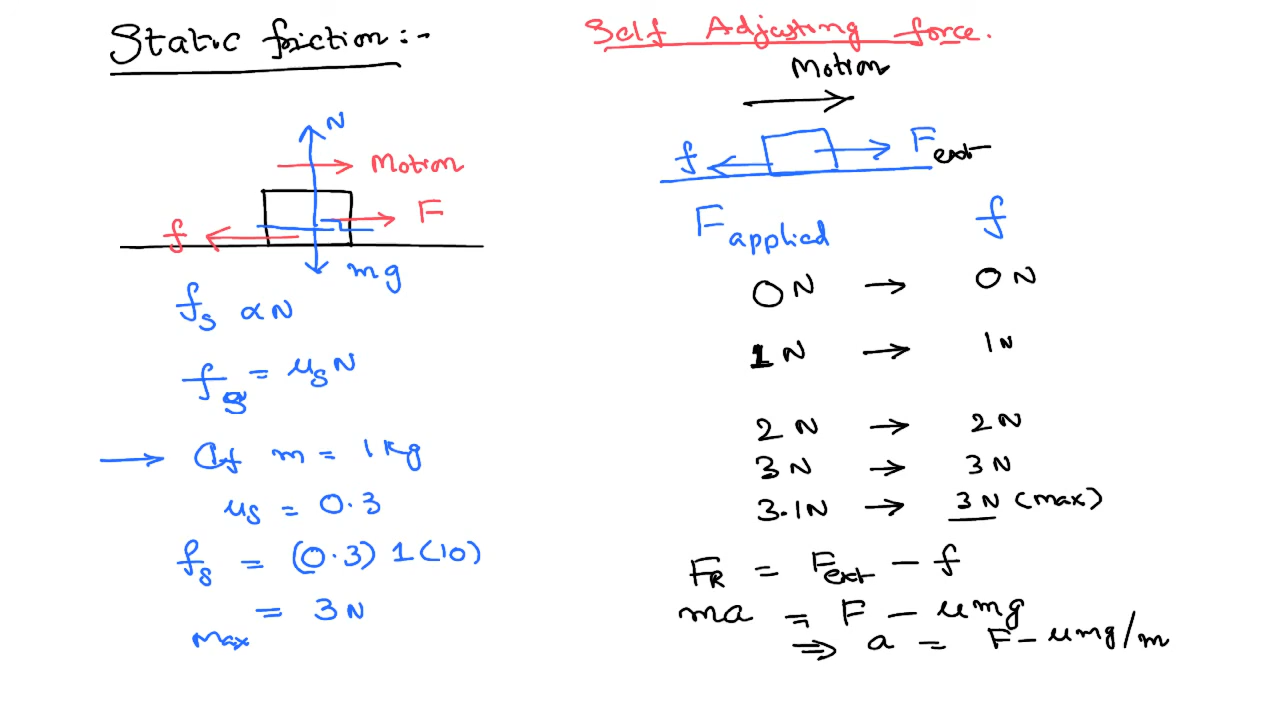 Static friction :-
N
Motion
F
f
mg
fs ∝ N
fs = μsN
→ If m = 1 kg
μs = 0.3
fs = (0.3) 1 (10)
= 3 N
Max
Self Adjusting force.
Motion
f Fext
Fapplied f
0 N → 0 N
1 N → 1 N
2 N → 2 N
3 N → 3 N
3.1 N → 3 N (max)
FR = Fext - f
ma = F - μmg
⇒ a = F - μmg/m